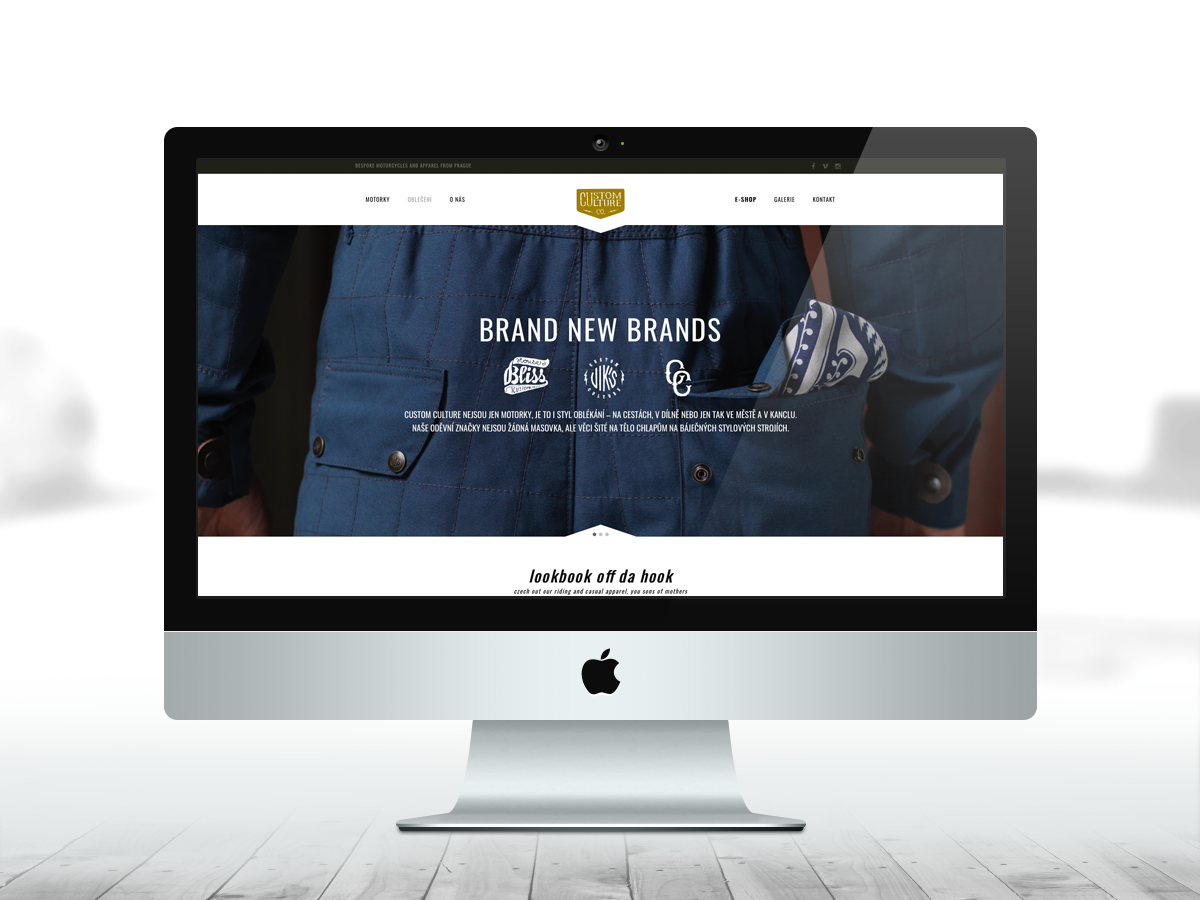 BESPOKE MOTORCYCLES AND APPAREL FROM PRAGUE
MOTORKY OBLEČENÍ O NÁS
CUSTOM
CULTURE
CO.
E-SHOP GALERIE KONTAKT
BRAND NEW BRANDS
Bliss
JIKS
CC
CUSTOM CULTURE NEJSOU JEN MOTORKY, JE TO I STYL OBLÉKÁNÍ – NA CESTÁCH, V DÍLNĚ NEBO JEN TAK VE MĚSTĚ A V KANCLU.
NAŠE ODĚVNÍ ZNAČKY NEJSOU ŽÁDNÁ MASOVKA, ALE VĚCI ŠITÉ NA TĚLO CHLAPŮM NA BÁJEČNÝCH STYLOVÝCH STROJÍCH.
lookbook off da hook
czech out our riding and casual apparel, you sons of mothers